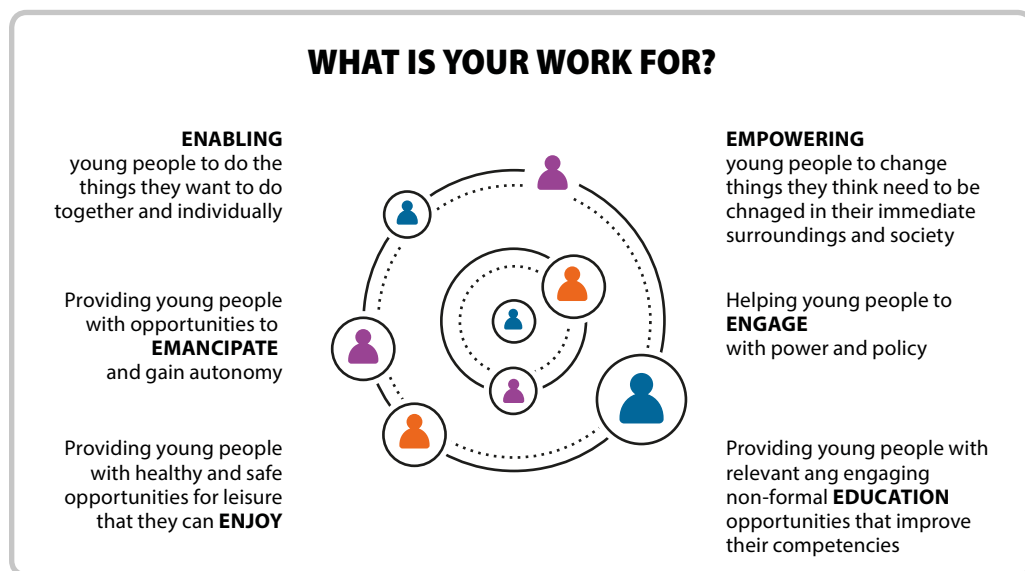 WHAT IS YOUR WORK FOR?
ENABLING
young people to do the
things they want to do
together and individually
Providing young people
with opportunities to
EMANCIPATE
and gain autonomy
Providing young people
with healthy and safe
opportunities for leisure
that they can ENJOY
EMPOWERING
young people to change
things they think need to be
chnaged in their immediate
surroundings and society
Helping young people to
ENGAGE
with power and policy
Providing young people with
relevant ang engaging
non-formal EDUCATION
opportunities that improve
their competencies